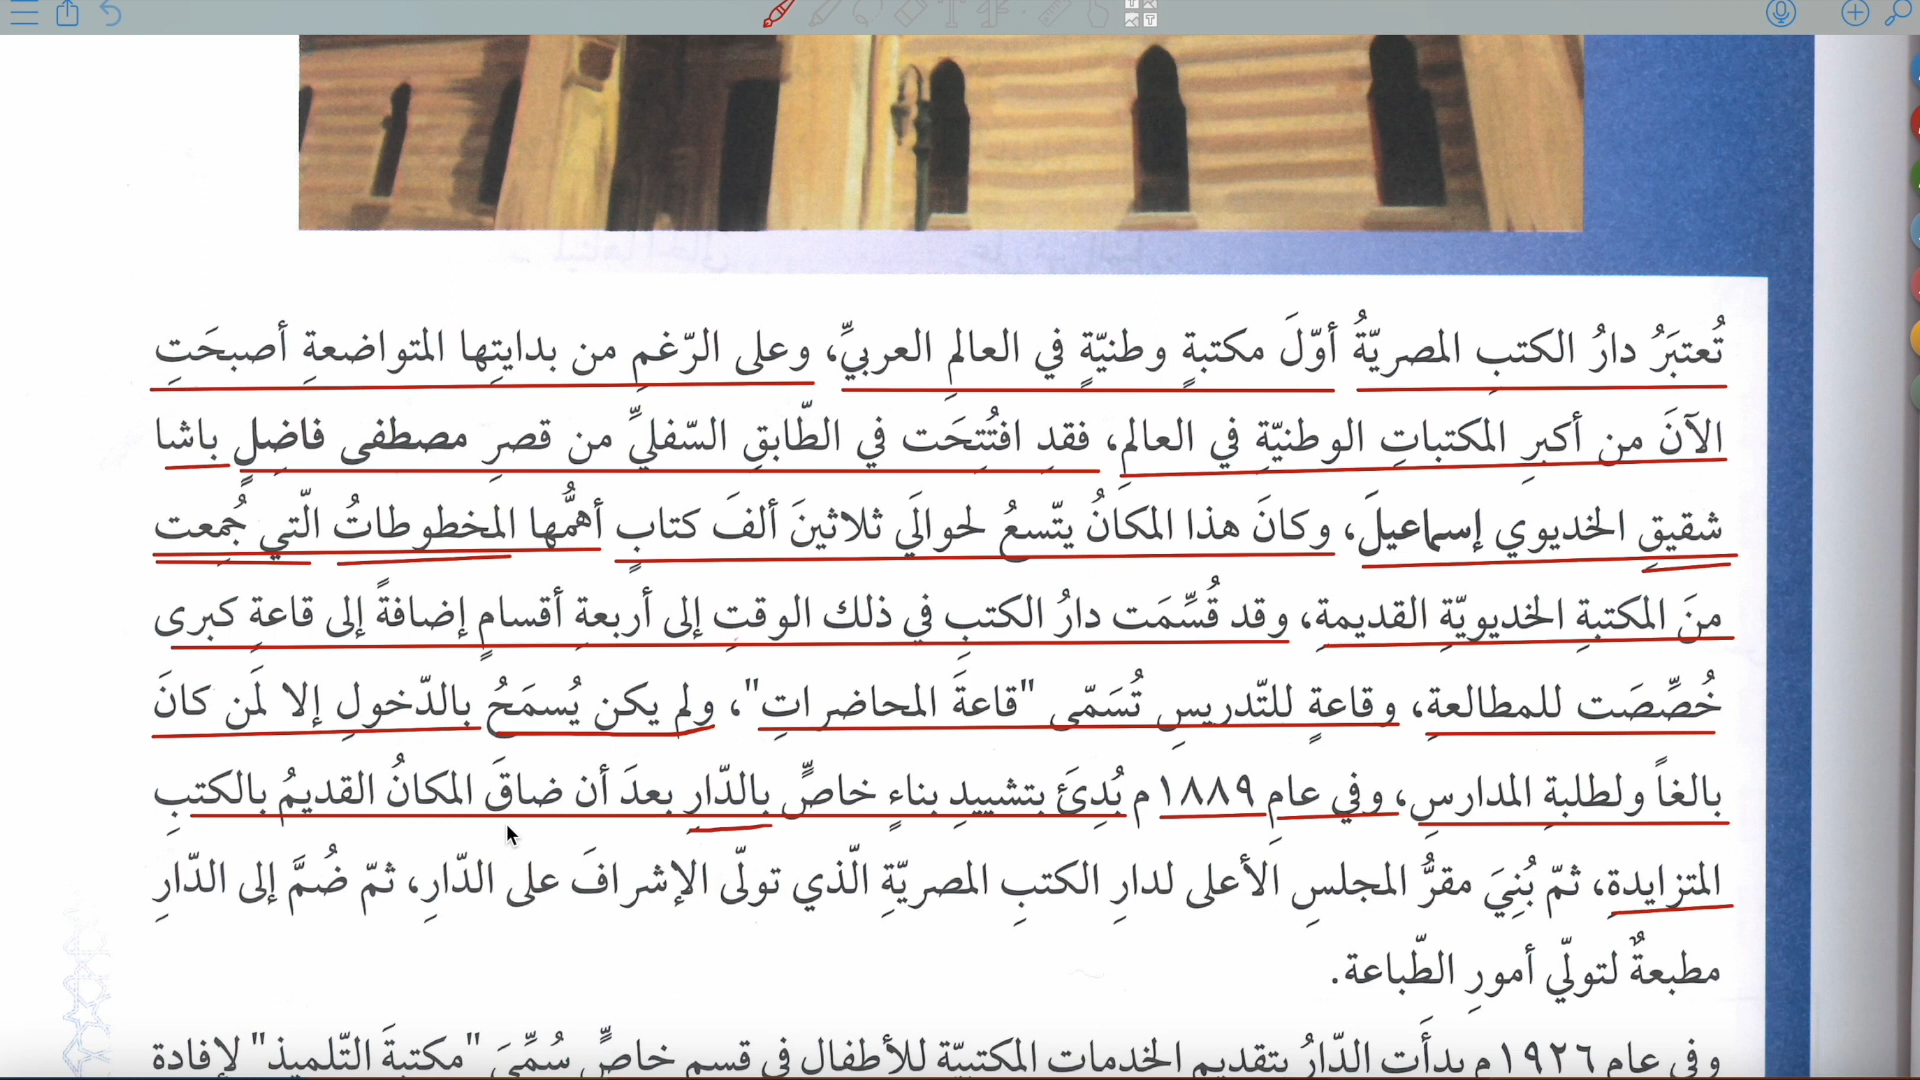 تُعتبَرُ دارُ الكتبِ المصريّةُ أوّلَ مكتبةٍ وطنيّةٍ في العالمِ العربيِّ، وعلى الرّغمِ من بدايتِها المتواضعةِ أصبحَتِ
الآنَ من أكبرِ المكتباتِ الوطنيّةِ في العالمِ، فقدِ افتُتِحَت في الطّابقِ السّفليِّ من قصرِ مصطفى فاضِلٍ باشا
شقيقِ الخديوي إسماعيلَ، وكانَ هذا المكانُ يتّسعُ لحوالَي ثلاثينَ ألفَ كتابٍ أهمُّها المخطوطاتُ الّتي جُمِعت
منَ المكتبةِ الخديويّةِ القديمةِ، وقد قُسِّمَت دارُ الكتبِ في ذلك الوقتِ إلى أربعةِ أقسامٍ إضافةً إلى قاعةٍ كبرى
خُصِّصَت للمطالعةِ، وقاعةٍ للتّدريسِ تُسَمّى "قاعةَ المحاضراتِ"، ولم يكن يُسمَحُ بالدّخولِ إلا لمَن كانَ
بالغاً ولطلبةِ المدارسِ، وفي عامِ ١٨٨٩ م بُدِئَ بتشييدِ بناءٍ خاصٍّ بالدّارِ بعدَ أن ضاقَ المكانُ القديمُ بالكتبِ
المتزايدةِ، ثمّ بُنِيَ مقرُّ المجلسِ الأعلى لدارِ الكتبِ المصريّةِ الّذي تولّى الإشرافَ على الدّارِ، ثمّ ضُمَّ إلى الدّارِ
مطبعةٌ لتولّي أمورِ الطّباعة.
وفي عامِ ١٩٢٦ م بدأَت الدّارُ بتقديمِ الخدمات المكتبيّة للأطفال في قسمٍ خاصٍّ سُمِّيَ "مكتبةَ التّلميذ" لإفادة